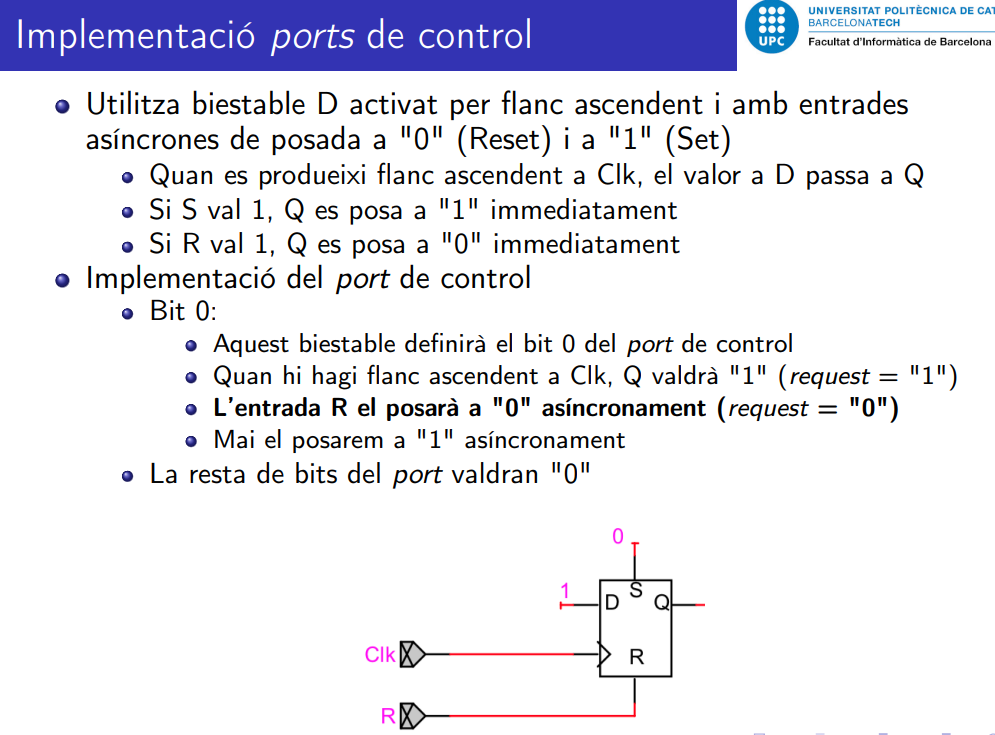 Implementació ports de control
UNIVERSITAT POLITÈCNICA DE CAT
BARCELONATECH
Facultat d'Informàtica de Barcelona
UPC
Utilitza biestable D activat per flanc ascendent i amb entrades
asíncrones de posada a "0" (Reset) i a "1" (Set)
Quan es produeixi flanc ascendent a Clk, el valor a D passa a Q
Si S val 1, Q es posa a "1" immediatament
Si R val 1, Q es posa a "0" immediatament
Implementació del port de control
Bit 0:
Aquest biestable definirà el bit 0 del port de control
Quan hi hagi flanc ascendent a Clk, Q valdrà "1" (request = "1")
L'entrada R el posarà a "0" asíncronament (request = "0")
Mai el posarem a "1" asíncronament
La resta de bits del port valdran "0"
0
1
S
D
Q
Clk
R
R